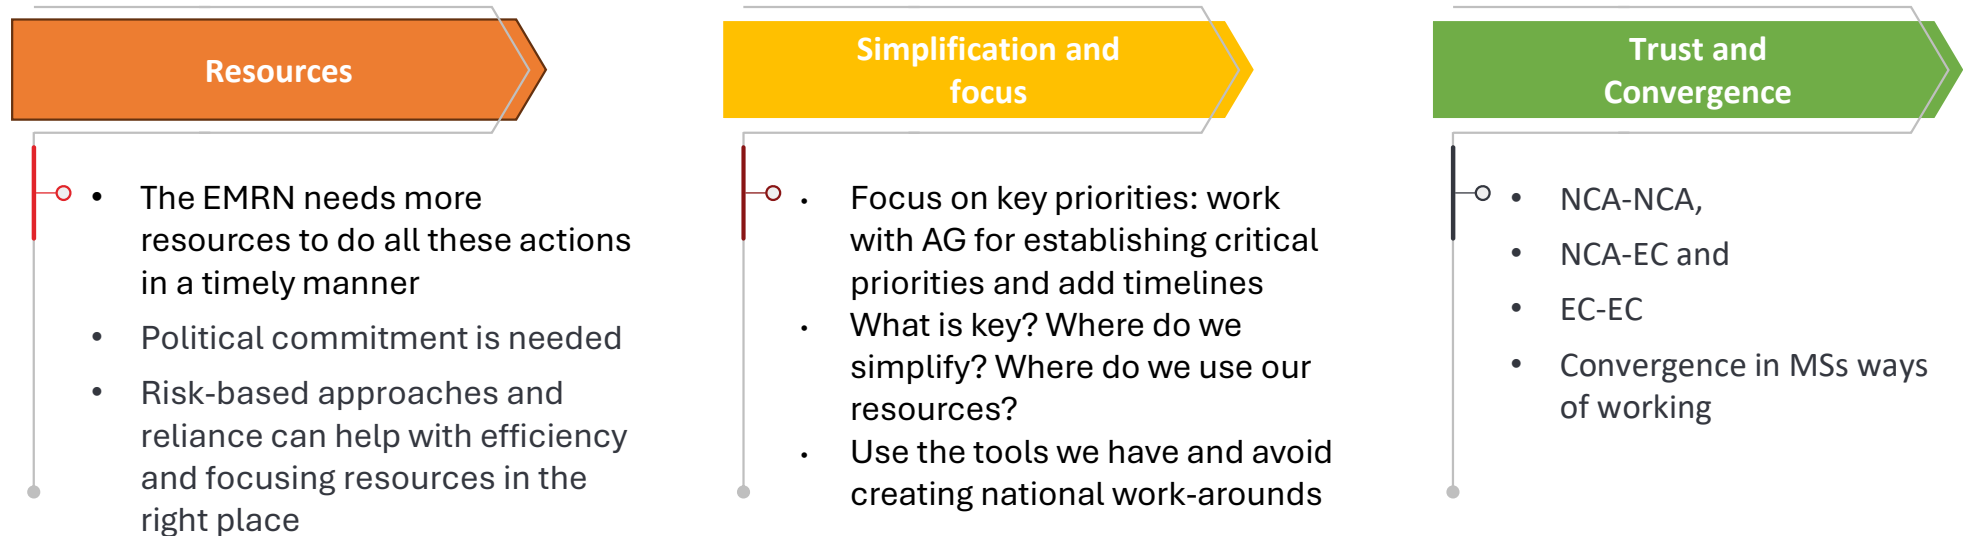 Resources
• The EMRN needs more
resources to do all these actions
in a timely manner
• Political commitment is needed
• Risk-based approaches and
reliance can help with efficiency
and focusing resources in the
right place
Simplification and
focus
• Focus on key priorities: work
with AG for establishing critical
priorities and add timelines
• What is key? Where do we
simplify? Where do we use our
resources?
• Use the tools we have and avoid
creating national work-arounds
Trust and
Convergence
• NCA-NCA,
• NCA-EC and
• EC-EC
• Convergence in MSs ways
of working